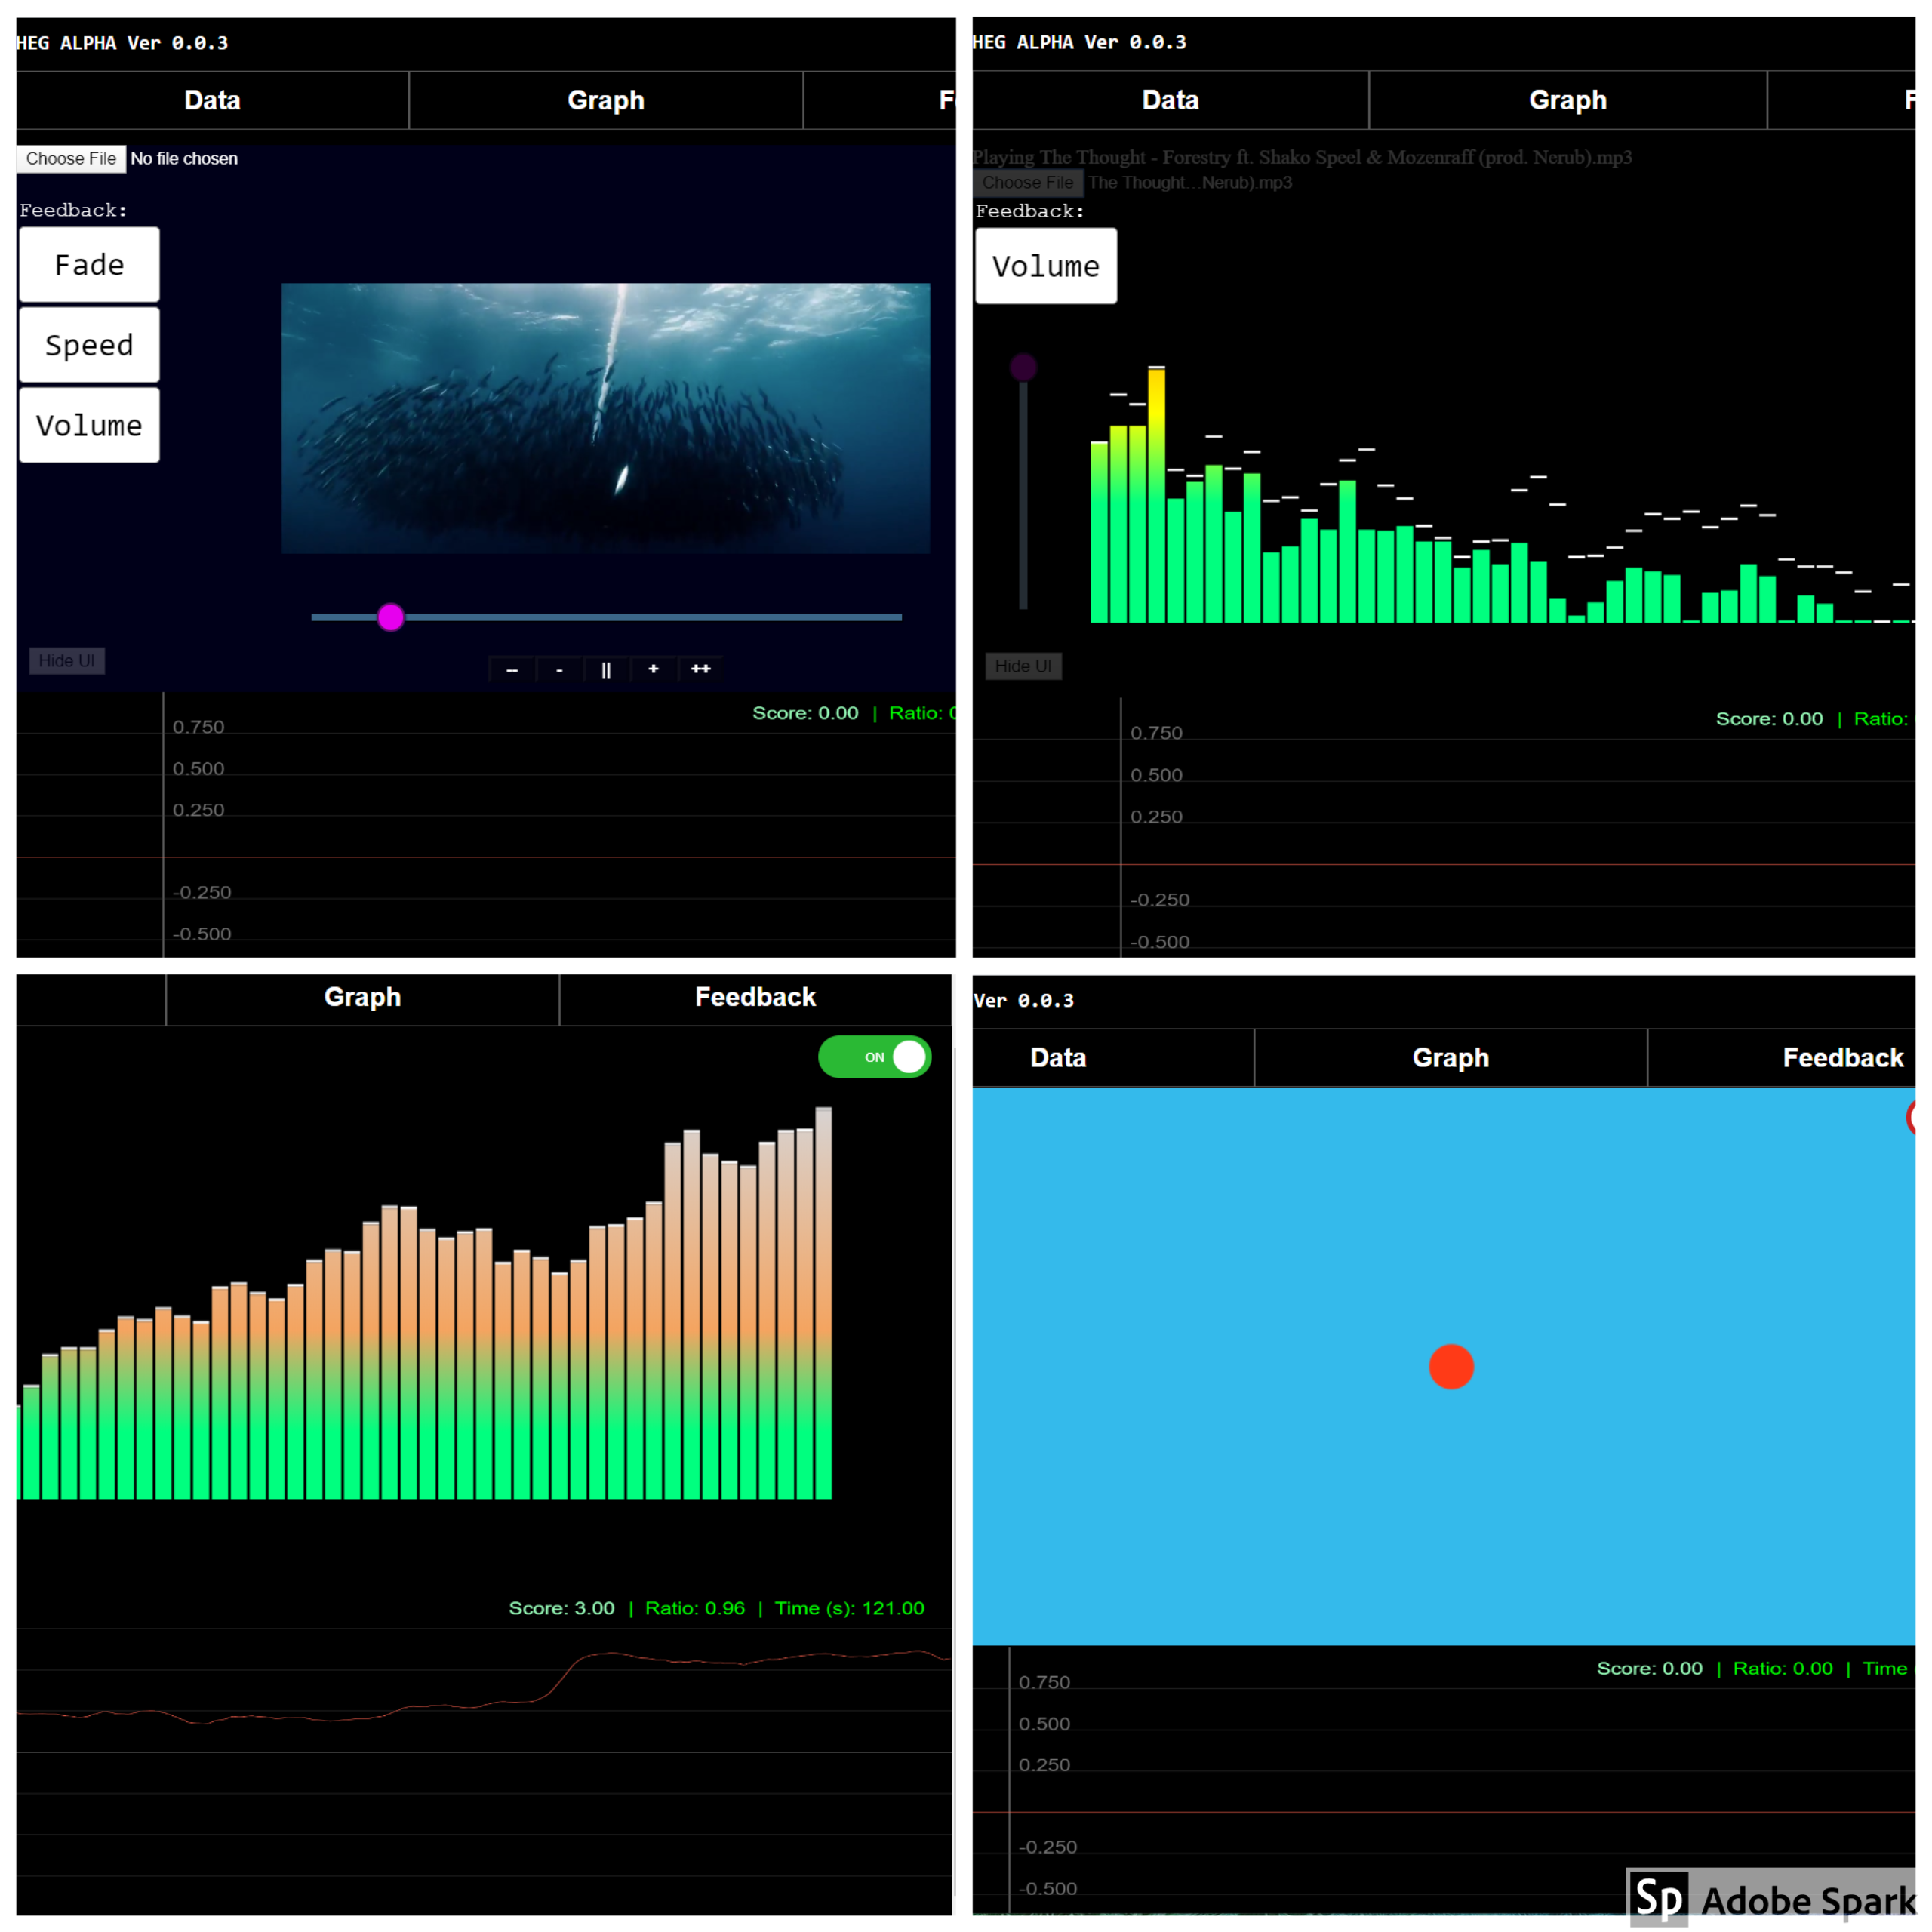 HEG ALPHA Ver 0.0.3
Data Graph
Choose File No file chosen
Feedback:
Fade
Speed
Volume
Hide UI
-- - || + ++
Score: 0.00 | Ratio:
0.750
0.500
0.250
-0.250
-0.500
HEG ALPHA Ver 0.0.3
Data Graph
Playing The Thought - Forestry ft. Shako Speel & Mozenraff (prod. Nerub).mp3
Choose File The Thought...Nerub).mp3
Feedback:
Volume
Hide UI
Score: 0.00 | Ratio:
0.750
0.500
0.250
-0.250
-0.500
Graph Feedback
ON
Score: 3.00 | Ratio: 0.96 | Time (s): 121.00
Ver 0.0.3
Data Graph Feedback
Score: 0.00 | Ratio: 0.00 | Time
0.750
0.500
0.250
-0.250
-0.500
Sp Adobe Spark